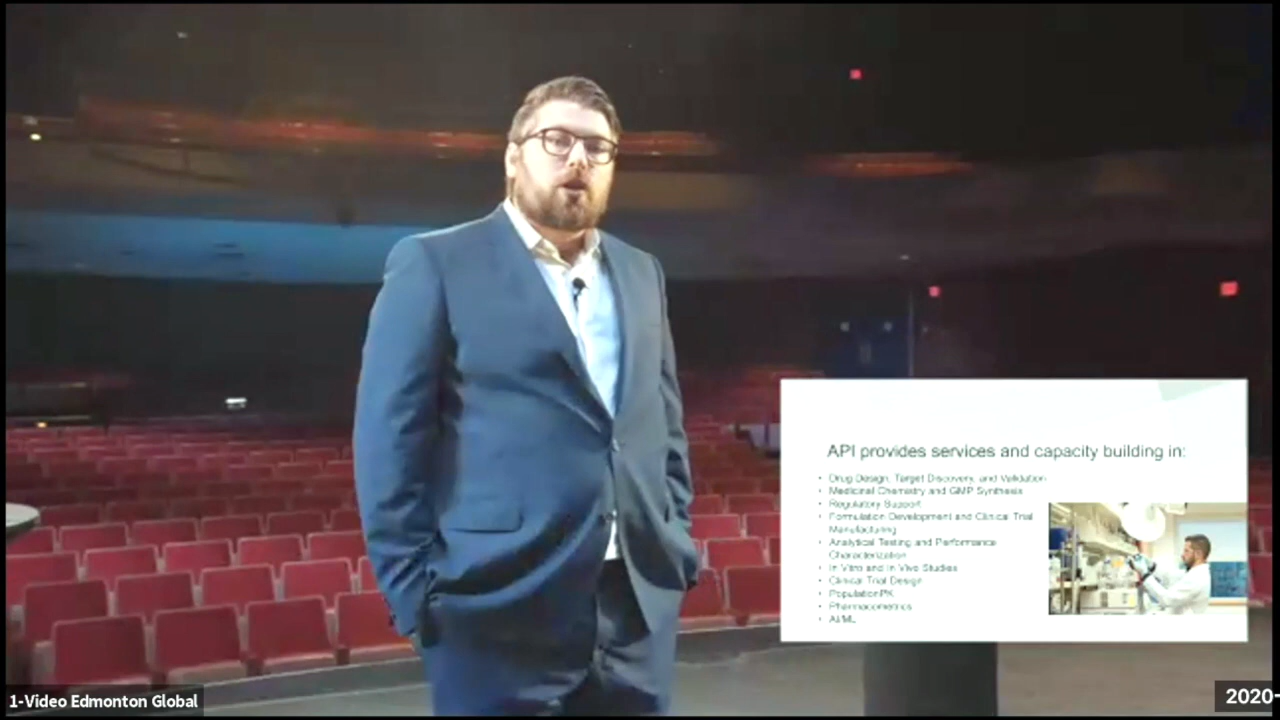 API provides services and capacity building in:
• Drug Design, Target Discovery, and Validation
• Medicinal Chemistry and GMP Synthesis
• Regulatory Support
• Formulation Development and Clinical Trial
Manufacturing
• Analytical Testing and Performance
Characterization
• In Vitro and In Vivo Studies
• Clinical Trial Design
• PopulationPK
• Pharmacometrics
• AI/ML
1-Video Edmonton Global
2020-